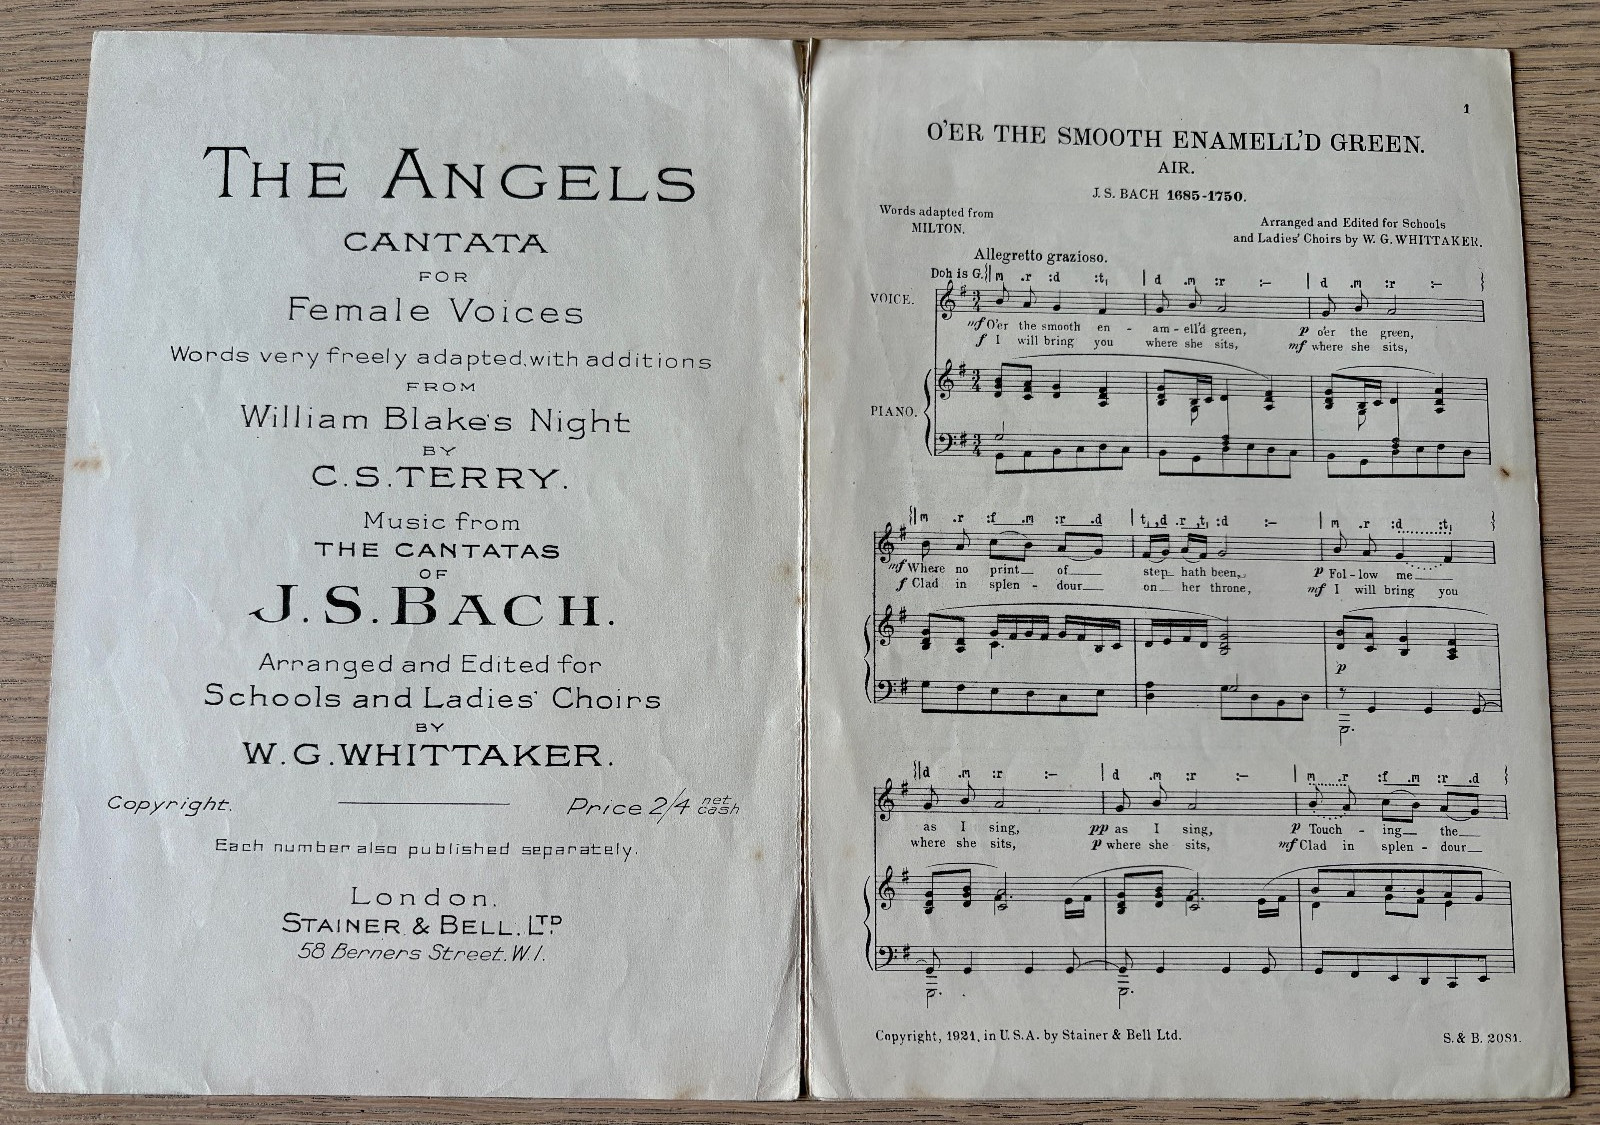 THE ANGELS
CANTATA
FOR
Female Voices
Words very freely adapted, with additions
FROM
William Blake's Night
BY
C.S. TERRY.
Music from
THE CANTATAS
OF
J.S. BACH.
Arranged and Edited for
Schools and Ladies' Choirs
BY
W.G. WHITTAKER.
Copyright. Price 2/4 net cash
Each number also published separately.
London.
STAINER & BELL. LTD
58 Berners Street. W.1.
1
O'ER THE SMOOTH ENAMELL'D GREEN.
AIR.
J. S. BACH 1685-1750.
Words adapted from
MILTON.
Arranged and Edited for Schools
and Ladies' Choirs by W. G. WHITTAKER.
Allegretto grazioso.
Doh is G. m .r :d :t, | d .m :r :– | d .m :r :–
VOICE.
mf O'er the smooth en - am - ell'd green, p o'er the green,
f I will bring you where she sits, mf where she sits,
PIANO.
m .r :f .m :r .d | t, .d .r .t, :d :– | m .r :d :t,
mf Where no print of step hath been, p Fol - low me
f Clad in splen - dour on her throne, mf I will bring you
p
d .m :r :– | d .m :r :– | m .r :f .m :r .d
as I sing, pp as I sing, p Touch - ing the
where she sits, p where she sits, mf Clad in splen - dour
Copyright, 1921, in U. S. A. by Stainer & Bell Ltd.
S. & B. 2081.